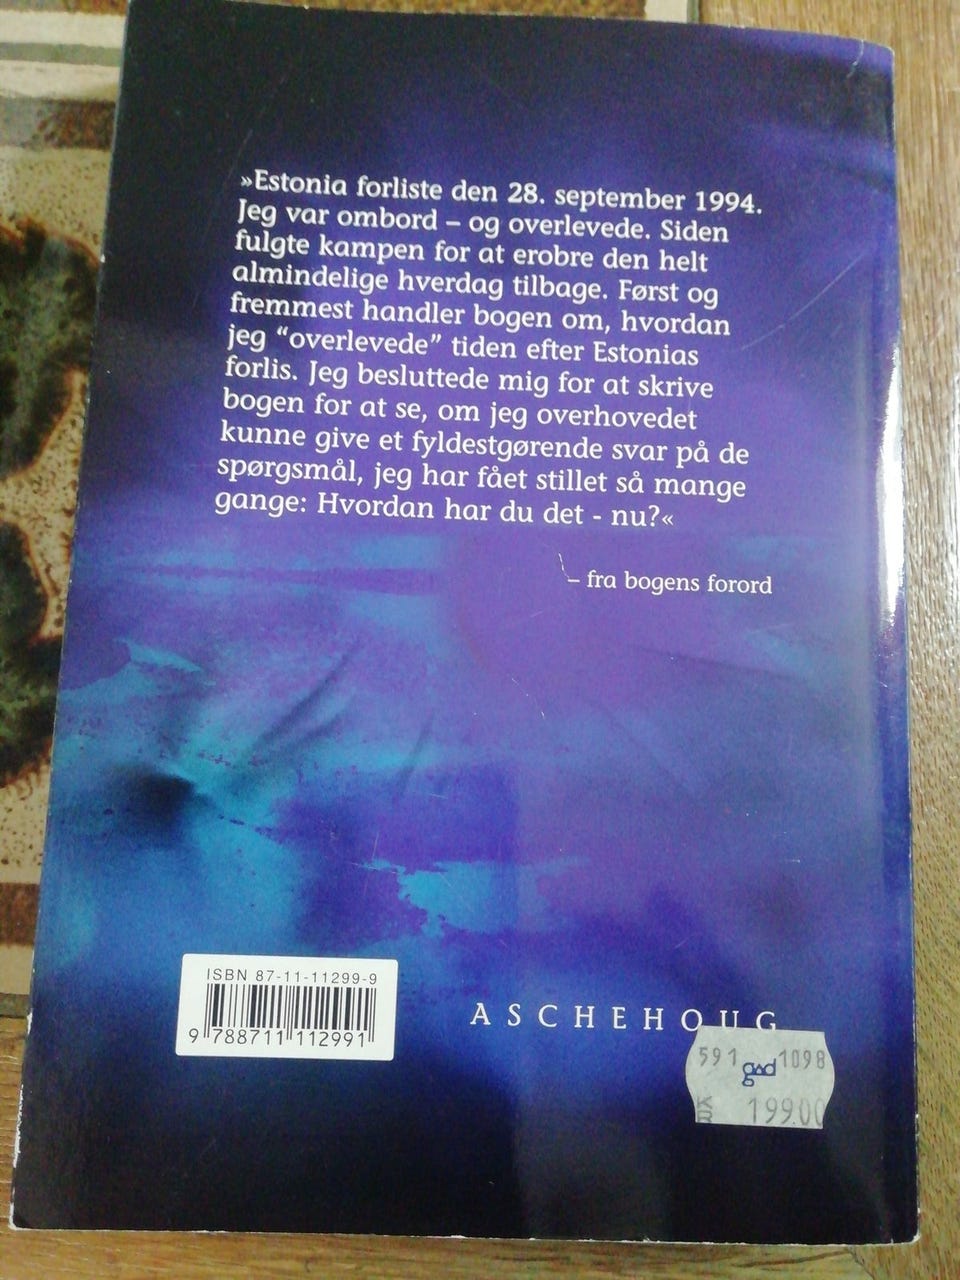 »Estonia forliste den 28. september 1994.
Jeg var ombord – og overlevede. Siden
fulgte kampen for at erobre den helt
almindelige hverdag tilbage. Først og
fremmest handler bogen om, hvordan
jeg “overlevede” tiden efter Estonias
forlis. Jeg besluttede mig for at skrive
bogen for at se, om jeg overhovedet
kunne give et fyldestgørende svar på de
spørgsmål, jeg har fået stillet så mange
gange: Hvordan har du det - nu?«
– fra bogens forord
ISBN 87-11-11299-9
9 788711 112991
ASCHEHOUG
591 gad 1098
KR 199.00